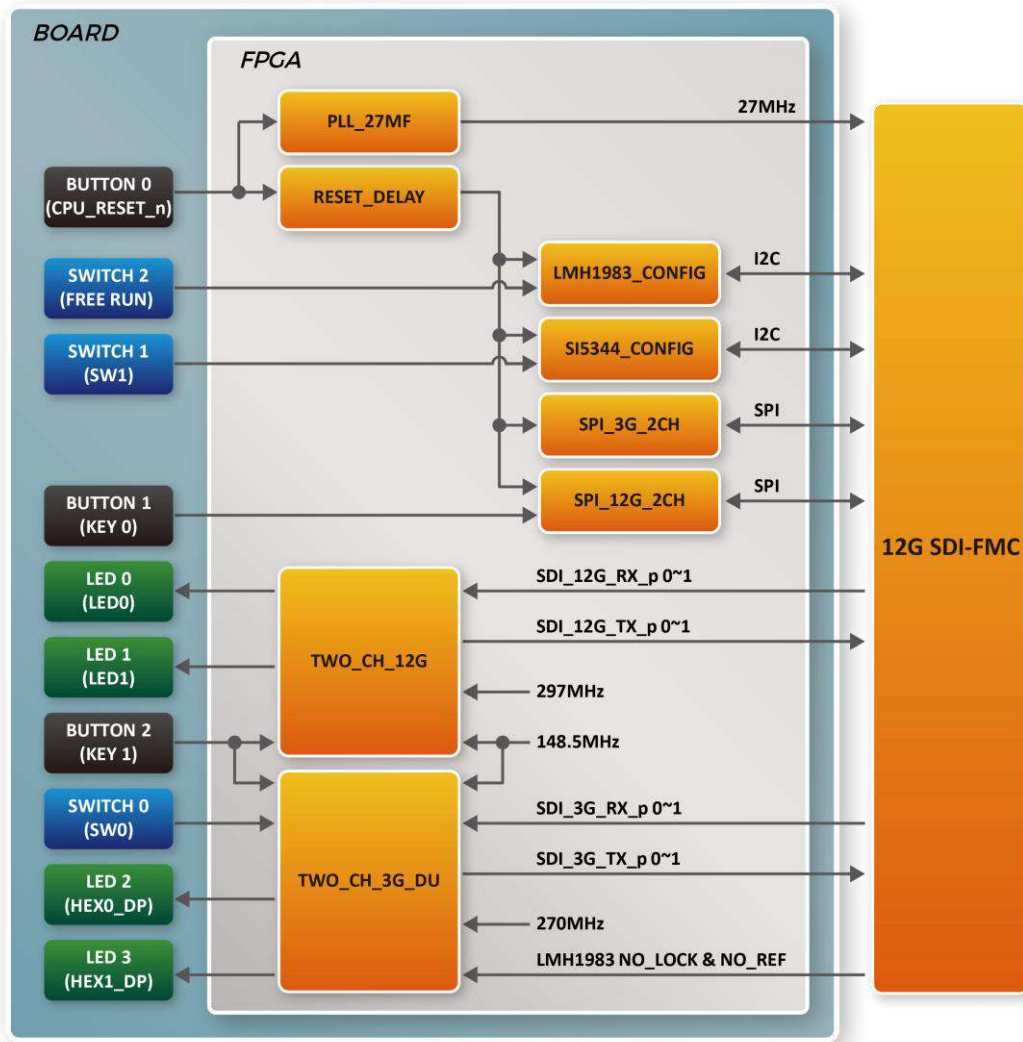 BOARD
FPGA
PLL_27MF
27MHz
BUTTON 0
(CPU_RESET_n)
RESET_DELAY
SWITCH 2
(FREE RUN)
LMH1983_CONFIG
I2C
SWITCH 1
(SW1)
SI5344_CONFIG
I2C
SPI_3G_2CH
SPI
BUTTON 1
(KEY 0)
SPI_12G_2CH
SPI
12G SDI-FMC
LED 0
(LED0)
SDI_12G_RX_p 0~1
LED 1
(LED1)
TWO_CH_12G
SDI_12G_TX_p 0~1
297MHz
BUTTON 2
(KEY 1)
148.5MHz
SWITCH 0
(SW0)
SDI_3G_RX_p 0~1
LED 2
(HEX0_DP)
TWO_CH_3G_DU
SDI_3G_TX_p 0~1
270MHz
LED 3
(HEX1_DP)
LMH1983 NO_LOCK & NO_REF